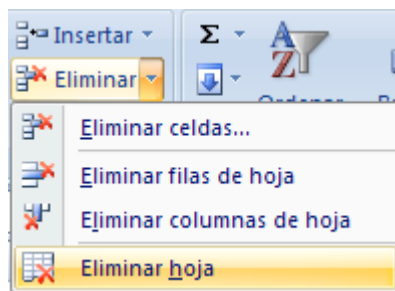 Insertar
Σ
A
Z
Eliminar
Eliminar celdas...
Eliminar filas de hoja
Eliminar columnas de hoja
Eliminar hoja